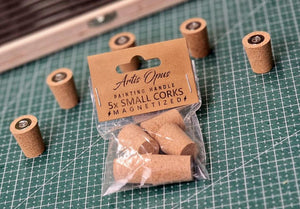 Artis Opus
PAINTING HANDLE
5x SMALL CORKS
MAGNETIZED